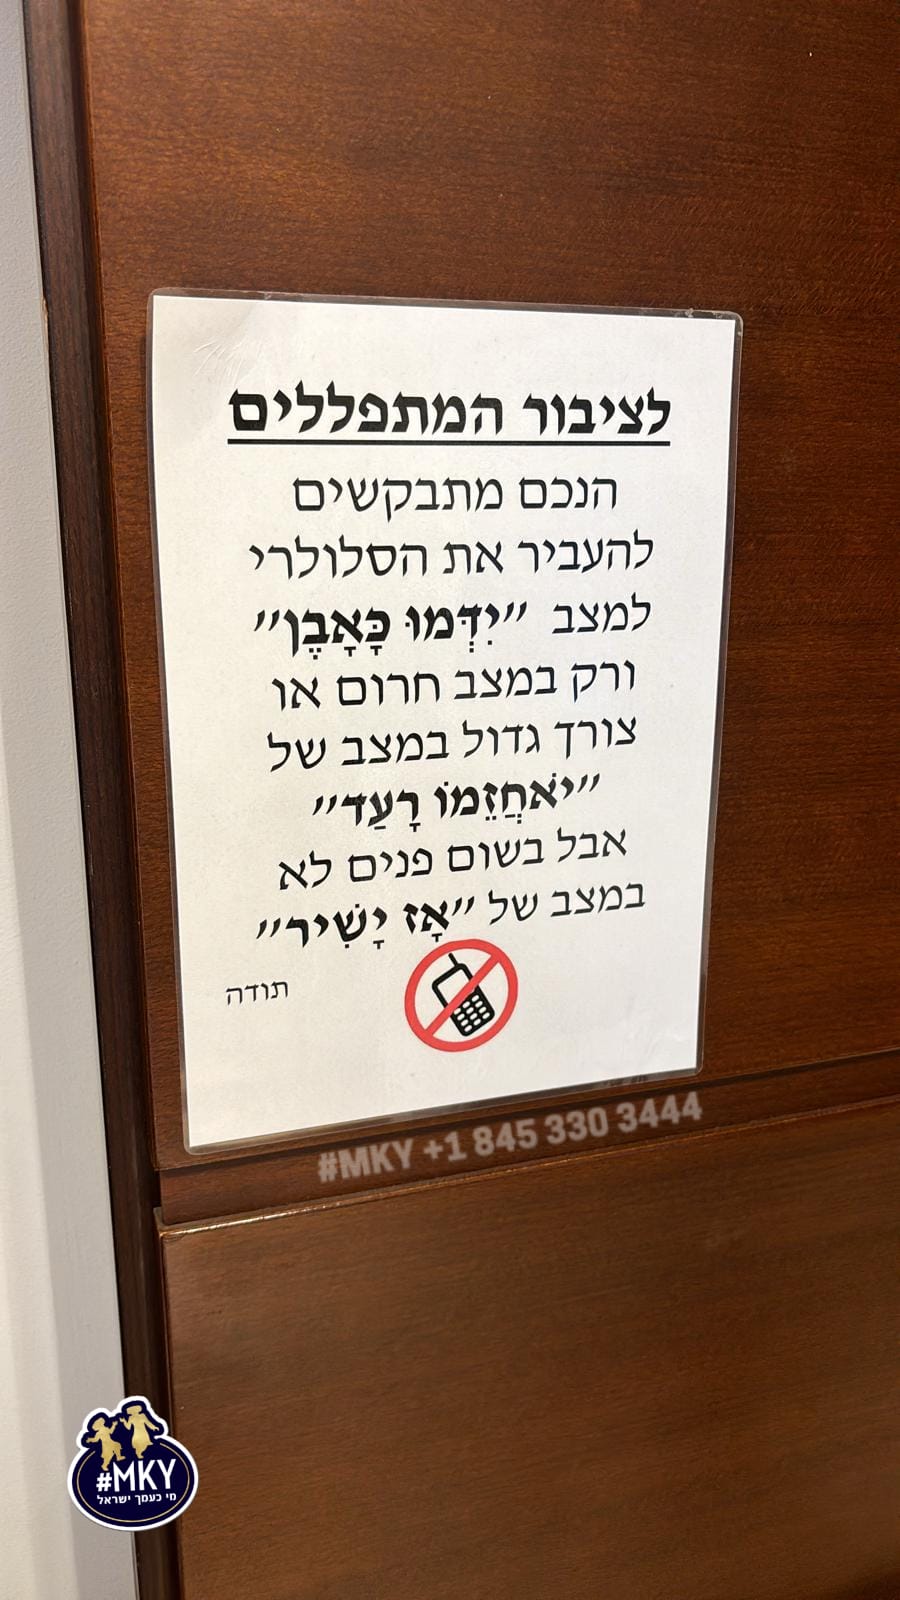 לציבור המתפללים
הנכם מתבקשים
להעביר את הסלולרי
למצב "יִדְּמוּ כָּאָבֶן"
ורק במצב חרום או
צורך גדול במצב של
"יֹאחֲזֵמוֹ רָעַד"
אבל בשום פנים לא
במצב של "אָז יָשִׁיר"
תודה
#MKY +1 845 330 3444
#MKY
מי כעמך ישראל